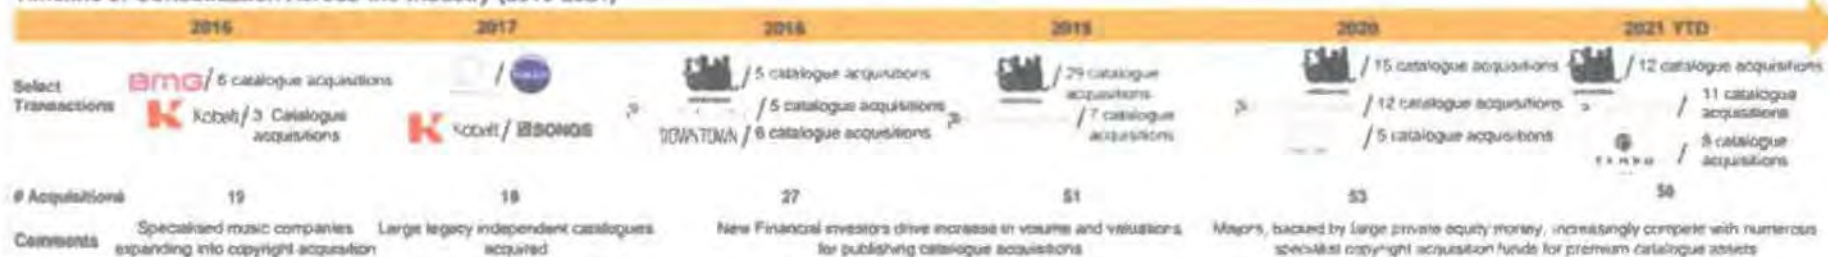 2016 2017 2018 2019 2020 2021 YTD
Select Transactions
BMG / 6 catalogue acquisitions
Kobalt / 3 Catalogue acquisitions
/
Kobalt / SONGS
/ 5 catalogue acquisitions
/ 5 catalogue acquisitions
DOWNTOWN / 6 catalogue acquisitions
/ 29 catalogue acquisitions
/ 7 catalogue acquisitions
/ 15 catalogue acquisitions
/ 12 catalogue acquisitions
/ 5 catalogue acquisitions
/ 12 catalogue acquisitions
/ 11 catalogue acquisitions
/ catalogue acquisitions
# Acquisitions 19 27 51 53
Comments
Specialised music companies
expanding into copyright acquisition
Large legacy independent catalogues
acquired
New Financial investors drive increase in volume and valuations
for publishing catalogue acquisitions
Majors, backed by large private equity money, increasingly compete with numerous
specialist copyright acquisition funds for premium catalogue assets